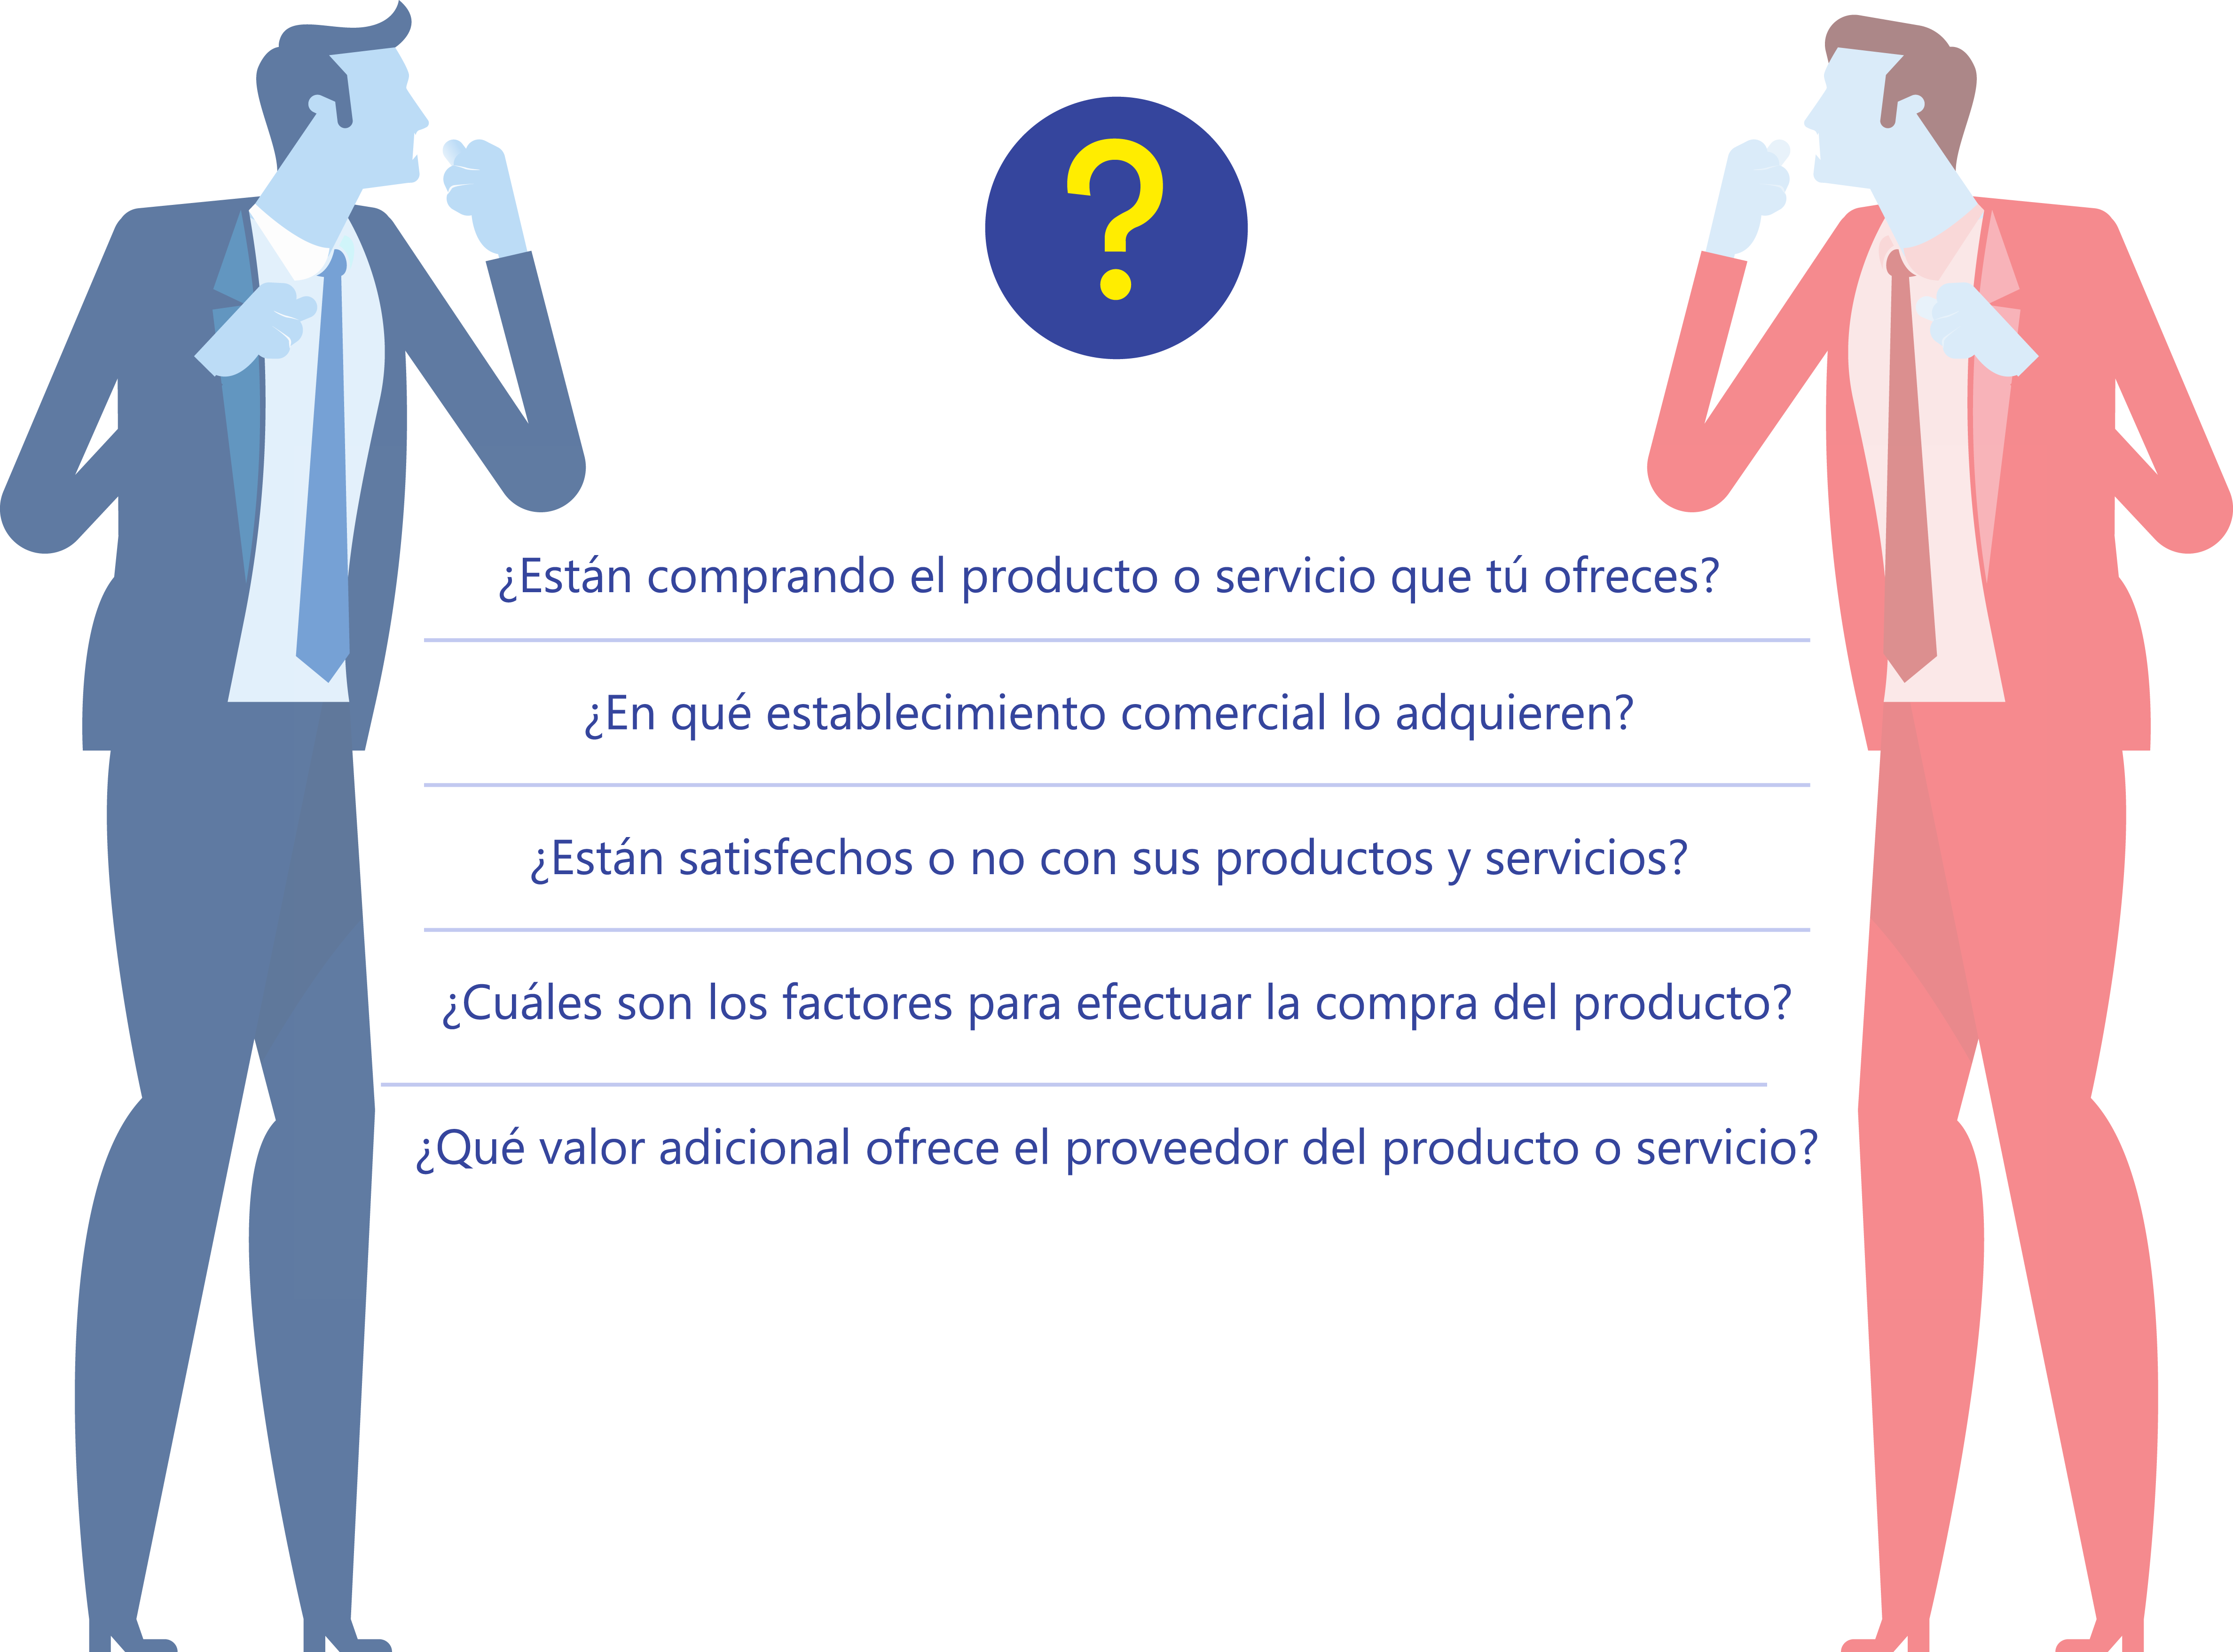 ?
¿Están comprando el producto o servicio que tú ofreces?
¿En qué establecimiento comercial lo adquieren?
¿Están satisfechos o no con sus productos y servicios?
¿Cuáles son los factores para efectuar la compra del producto?
¿Qué valor adicional ofrece el proveedor del producto o servicio?